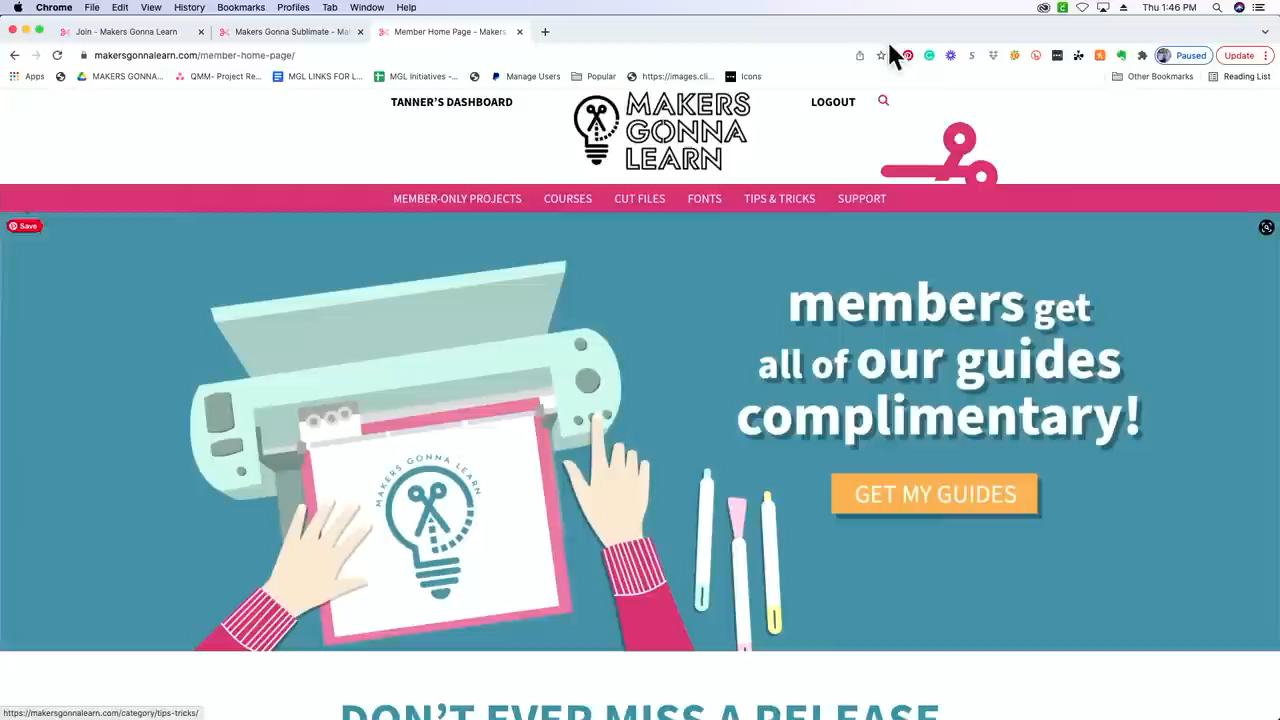 Chrome File Edit View History Bookmarks Profiles Tab Window Help Thu 1:46 PM
Join - Makers Gonna Learn Makers Gonna Sublimate - Ma Member Home Page - Makers
makersgonnalearn.com/member-home-page/ Paused Update
Apps MAKERS GONNA... QMM- Project Re... MGL LINKS FOR L... MGL Initiatives -... Manage Users Popular https://images.cli... Icons Other Bookmarks Reading List
TANNER'S DASHBOARD
MAKERS
GONNA
LEARN
LOGOUT
MEMBER-ONLY PROJECTS COURSES CUT FILES FONTS TIPS & TRICKS SUPPORT
Save
members get
all of our guides
complimentary!
GET MY GUIDES
MAKERS GONNA LEARN
DON'T EVER MISS A RELEASE
https://makersgonnalearn.com/category/tips-tricks/